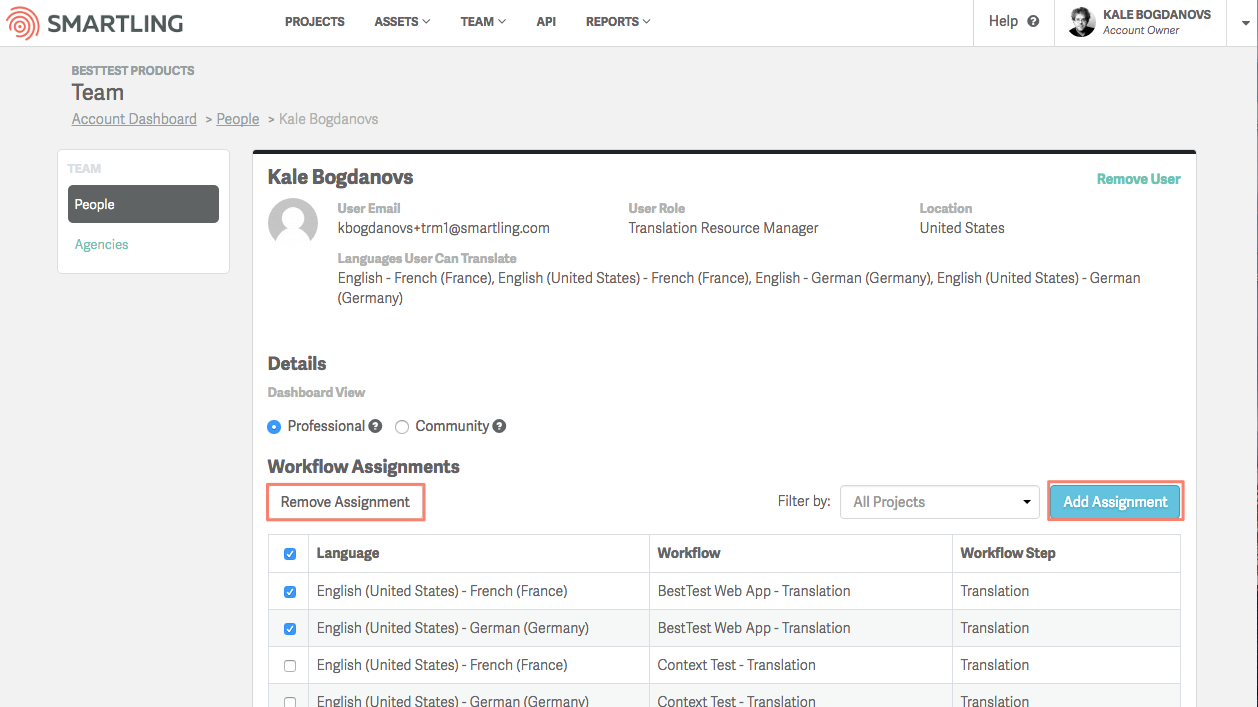 SMARTLING
PROJECTS ASSETS TEAM API REPORTS
Help ?
KALE BOGDANOVS
Account Owner
BESTTEST PRODUCTS
Team
Account Dashboard > People > Kale Bogdanovs
TEAM
People
Agencies
Kale Bogdanovs
Remove User
User Email User Role Location
kbogdanovs+trm1@smartling.com Translation Resource Manager United States
Languages User Can Translate
English - French (France), English (United States) - French (France), English - German (Germany), English (United States) - German
(Germany)
Details
Dashboard View
Professional ? Community ?
Workflow Assignments
Remove Assignment Filter by: All Projects Add Assignment
Language Workflow Workflow Step
English (United States) - French (France) BestTest Web App - Translation Translation
English (United States) - German (Germany) BestTest Web App - Translation Translation
English (United States) - French (France) Context Test - Translation Translation
English (United States) - German (Germany) Context Test - Translation Translation